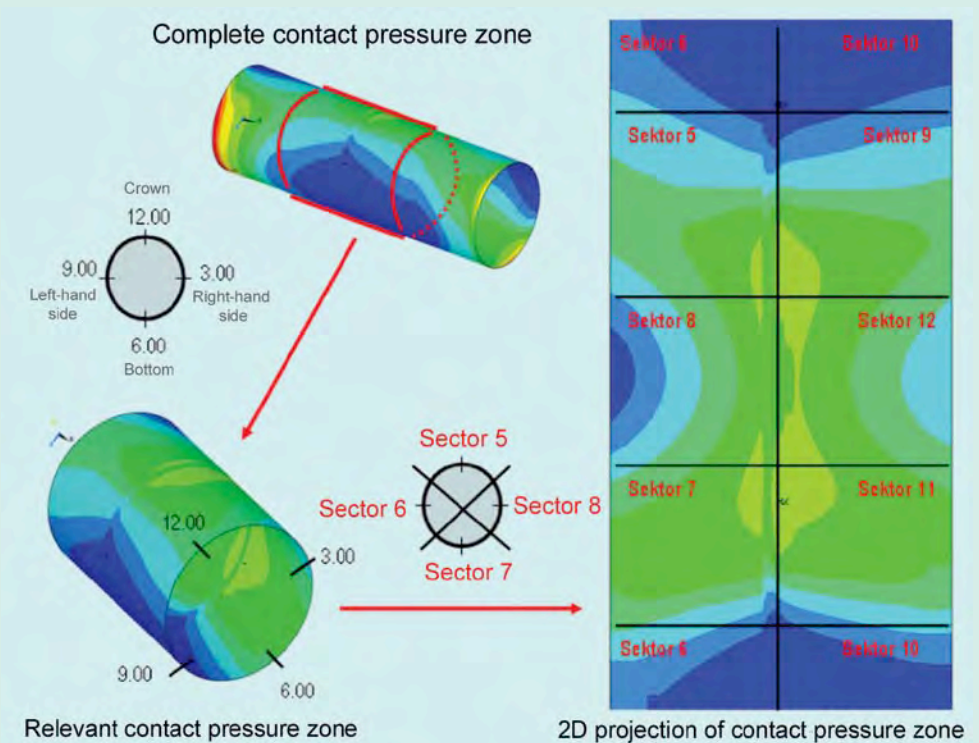 Complete contact pressure zone
Crown
12.00
9.00
3.00
Left-hand
side
Right-hand
side
6.00
Bottom
12.00
3.00
9.00
6.00
Relevant contact pressure zone
Sector 5
Sector 6
Sector 8
Sector 7
Sektor 6
Sektor 10
Sektor 5
Sektor 9
Sektor 8
Sektor 12
Sektor 7
Sektor 11
Sektor 6
Sektor 10
2D projection of contact pressure zone